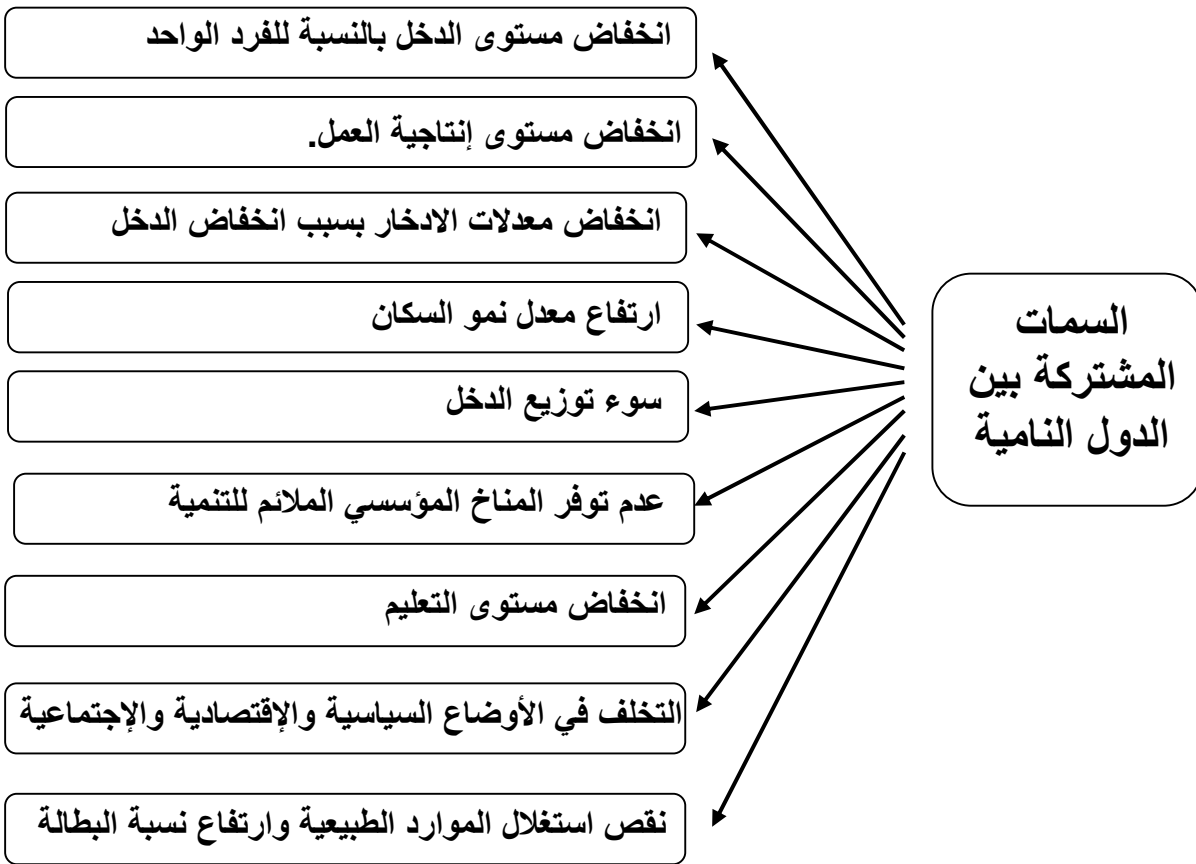 السمات
المشتركة بين
الدول النامية
انخفاض مستوى الدخل بالنسبة للفرد الواحد
انخفاض مستوى إنتاجية العمل.
انخفاض معدلات الادخار بسبب انخفاض الدخل
ارتفاع معدل نمو السكان
سوء توزيع الدخل
عدم توفر المناخ المؤسسي الملائم للتنمية
انخفاض مستوى التعليم
التخلف في الأوضاع السياسية والإقتصادية والإجتماعية
نقص استغلال الموارد الطبيعية وارتفاع نسبة البطالة